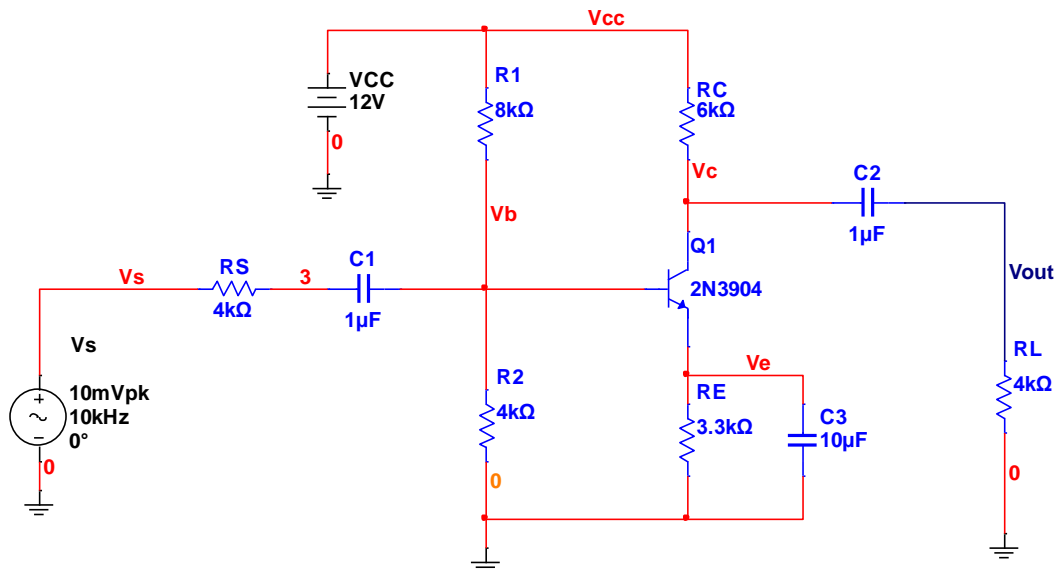 Vcc
VCC
12V
0
R1
8kΩ
RC
6kΩ
Vc
C2
1µF
Vb
Q1
2N3904
Vs
RS
4kΩ
3
C1
1µF
Vout
Vs
10mVpk
10kHz
0°
0
R2
4kΩ
0
Ve
RE
3.3kΩ
C3
10µF
RL
4kΩ
0